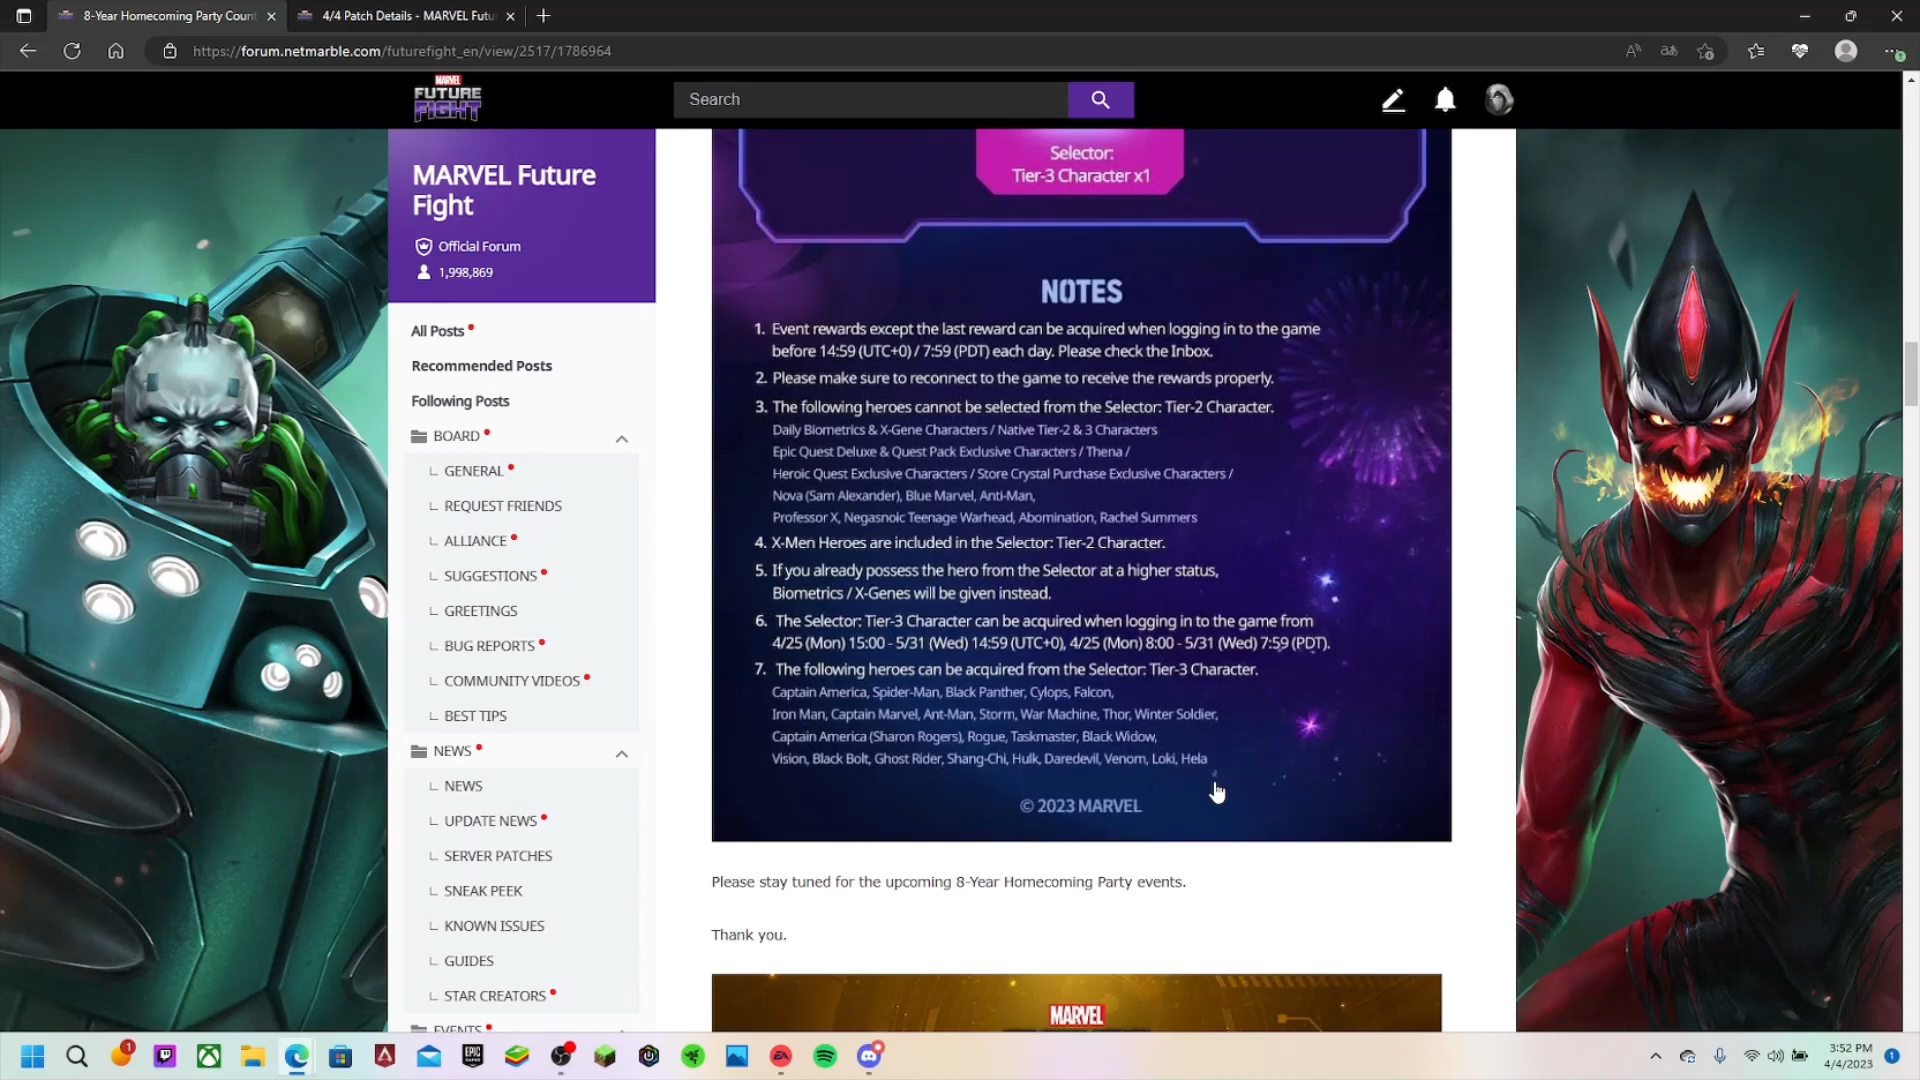 8-Year Homecoming Party Coun
4/4 Patch Details - MARVEL Futu
https://forum.netmarble.com/futurefight_en/view/2517/1786964
MARVEL
FUTURE
FIGHT
Search
MARVEL Future
Fight
Official Forum
1,998,869
All Posts
Recommended Posts
Following Posts
BOARD
GENERAL
REQUEST FRIENDS
ALLIANCE
SUGGESTIONS
GREETINGS
BUG REPORTS
COMMUNITY VIDEOS
BEST TIPS
NEWS
NEWS
UPDATE NEWS
SERVER PATCHES
SNEAK PEEK
KNOWN ISSUES
GUIDES
STAR CREATORS
EVENTS
Selector:
Tier-3 Character x1
NOTES
1. Event rewards except the last reward can be acquired when logging in to the game
before 14:59 (UTC+0) / 7:59 (PDT) each day. Please check the Inbox.
2. Please make sure to reconnect to the game to receive the rewards properly.
3. The following heroes cannot be selected from the Selector: Tier-2 Character.
Daily Biometrics & X-Gene Characters / Native Tier-2 & 3 Characters
Epic Quest Deluxe & Quest Pack Exclusive Characters / Thena /
Heroic Quest Exclusive Characters / Store Crystal Purchase Exclusive Characters /
Nova (Sam Alexander), Blue Marvel, Anti-Man,
Professor X, Negasnoic Teenage Warhead, Abomination, Rachel Summers
4. X-Men Heroes are included in the Selector: Tier-2 Character.
5. If you already possess the hero from the Selector at a higher status,
Biometrics / X-Genes will be given instead.
6. The Selector: Tier-3 Character can be acquired when logging in to the game from
4/25 (Mon) 15:00 - 5/31 (Wed) 14:59 (UTC+0), 4/25 (Mon) 8:00 - 5/31 (Wed) 7:59 (PDT).
7. The following heroes can be acquired from the Selector: Tier-3 Character.
Captain America, Spider-Man, Black Panther, Cylops, Falcon,
Iron Man, Captain Marvel, Ant-Man, Storm, War Machine, Thor, Winter Soldier,
Captain America (Sharon Rogers), Rogue, Taskmaster, Black Widow,
Vision, Black Bolt, Ghost Rider, Shang-Chi, Hulk, Daredevil, Venom, Loki, Hela
© 2023 MARVEL
Please stay tuned for the upcoming 8-Year Homecoming Party events.
Thank you.
MARVEL
1
EPIC
GAMES
EA
3:52 PM
4/4/2023
1